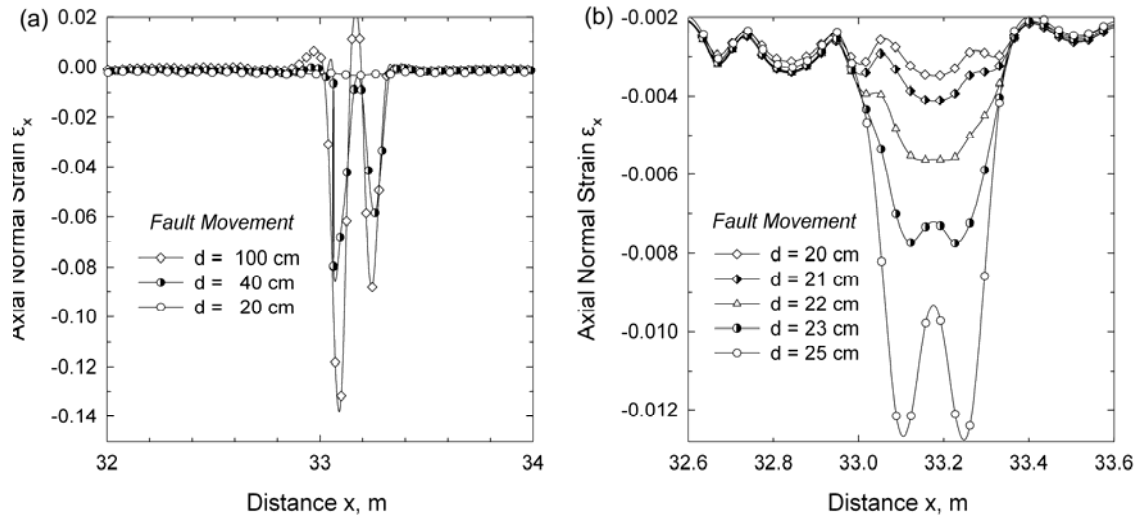 (a)
0.02
0.00
-0.02
-0.04
-0.06
-0.08
-0.10
-0.12
-0.14
Axial Normal Strain εx
Fault Movement
d = 100 cm
d = 40 cm
d = 20 cm
32
33
34
Distance x, m
(b)
-0.002
-0.004
-0.006
-0.008
-0.010
-0.012
Axial Normal Strain εx
Fault Movement
d = 20 cm
d = 21 cm
d = 22 cm
d = 23 cm
d = 25 cm
32.6
32.8
33.0
33.2
33.4
33.6
Distance x, m